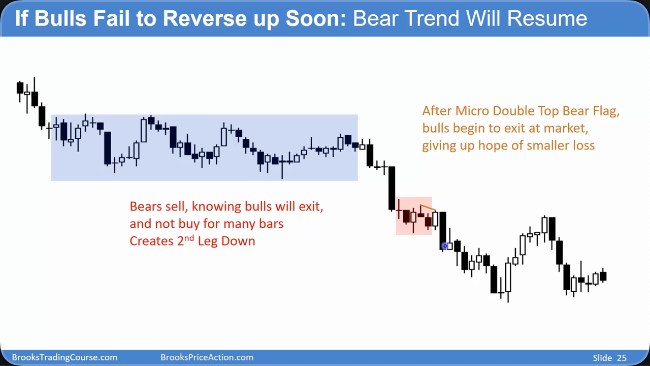 If Bulls Fail to Reverse up Soon: Bear Trend Will Resume
After Micro Double Top Bear Flag,
bulls begin to exit at market,
giving up hope of smaller loss
Bears sell, knowing bulls will exit,
and not buy for many bars
Creates 2nd Leg Down
BrooksTradingCourse.com BrooksPriceAction.com Slide 25